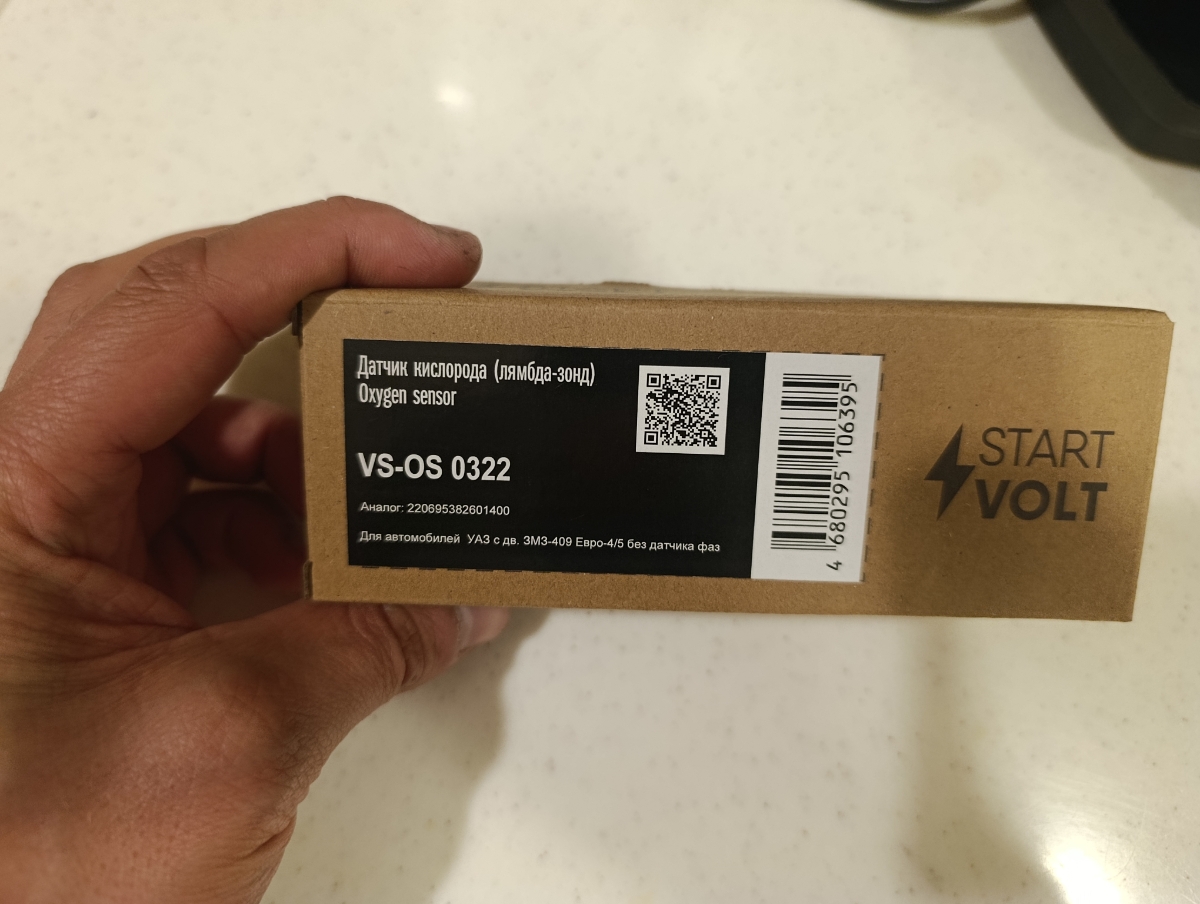 Датчик кислорода (лямбда-зонд)
Oxygen sensor
VS-OS 0322
Аналог: 220695382601400
Для автомобилей УАЗ с дв. ЗМЗ-409 Евро-4/5 без датчика фаз
4 680295 106395
START
VOLT